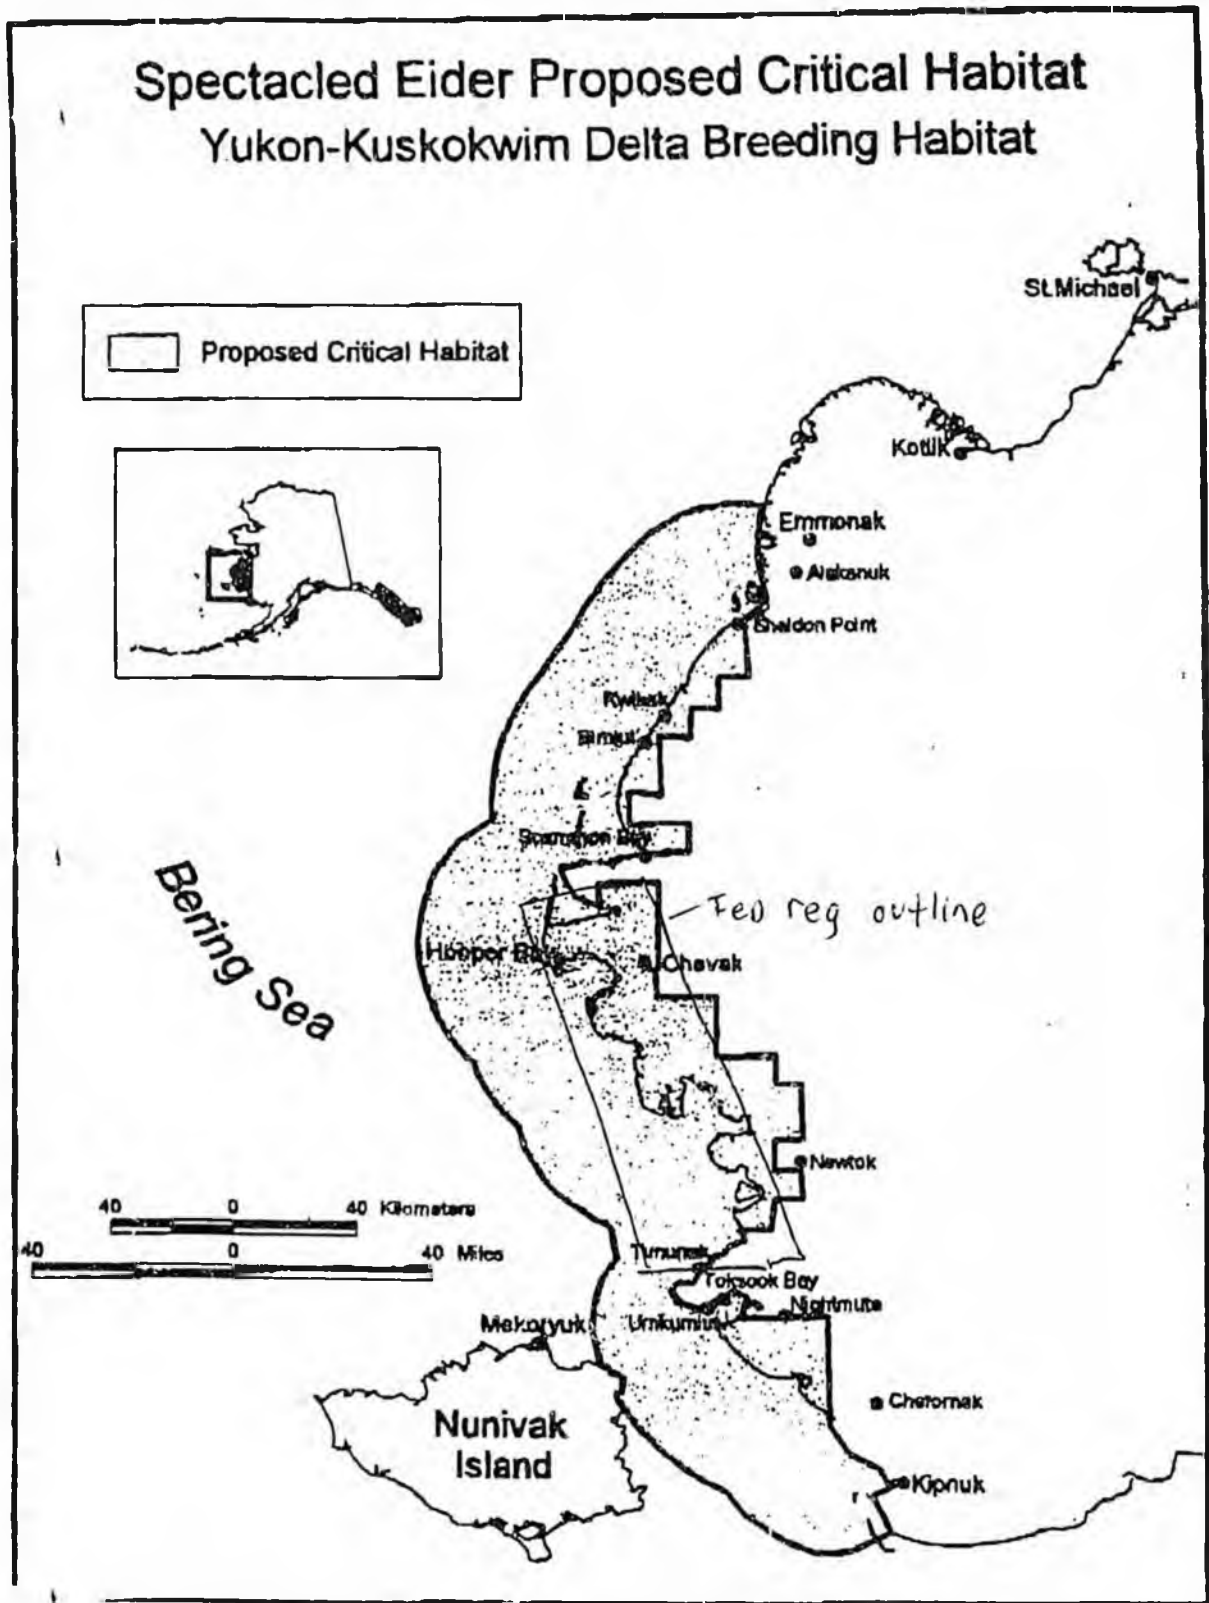 Spectacled Eider Proposed Critical Habitat
Yukon-Kuskokwim Delta Breeding Habitat
St.Michael
Proposed Critical Habitat
Kotlik
Emmonak
Alakanuk
Sheldon Point
Kwiguk
Bimiut
Scammon Bay
Bering Sea
Fed reg outline
Hooper Bay
Chevak
Newtok
40 0 40 Kilometers
40 0 40 Miles
Tununak
Toksook Bay
Nightmute
Mekoryuk
Umkumiut
Nunivak
Island
Chefornak
Kipnuk